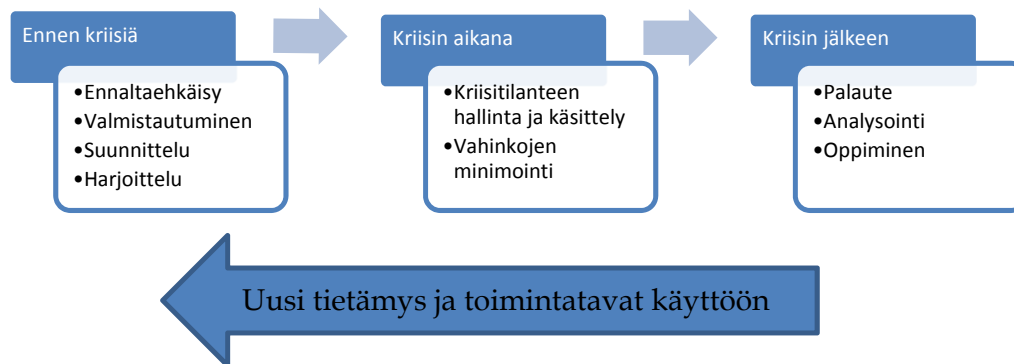 Ennen kriisiä
•Ennaltaehkäisy
•Valmistautuminen
•Suunnittelu
•Harjoittelu
Kriisin aikana
•Kriisitilanteen
hallinta ja käsittely
•Vahinkojen
minimointi
Kriisin jälkeen
•Palaute
•Analysointi
•Oppiminen
Uusi tietämys ja toimintatavat käyttöön